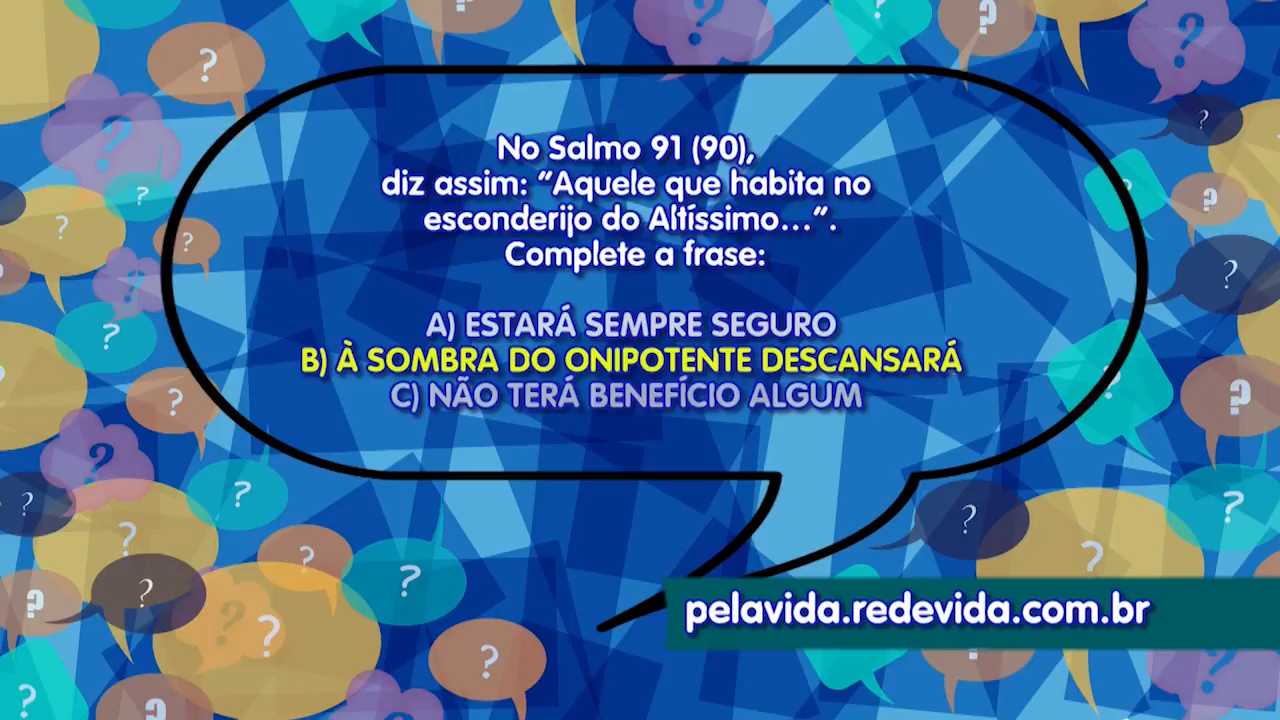 No Salmo 91 (90),
diz assim: “Aquele que habita no
esconderijo do Altíssimo...”.
Complete a frase:
A) ESTARÁ SEMPRE SEGURO
B) À SOMBRA DO ONIPOTENTE DESCANSARÁ
C) NÃO TERÁ BENEFÍCIO ALGUM
pelavida.redevida.com.br